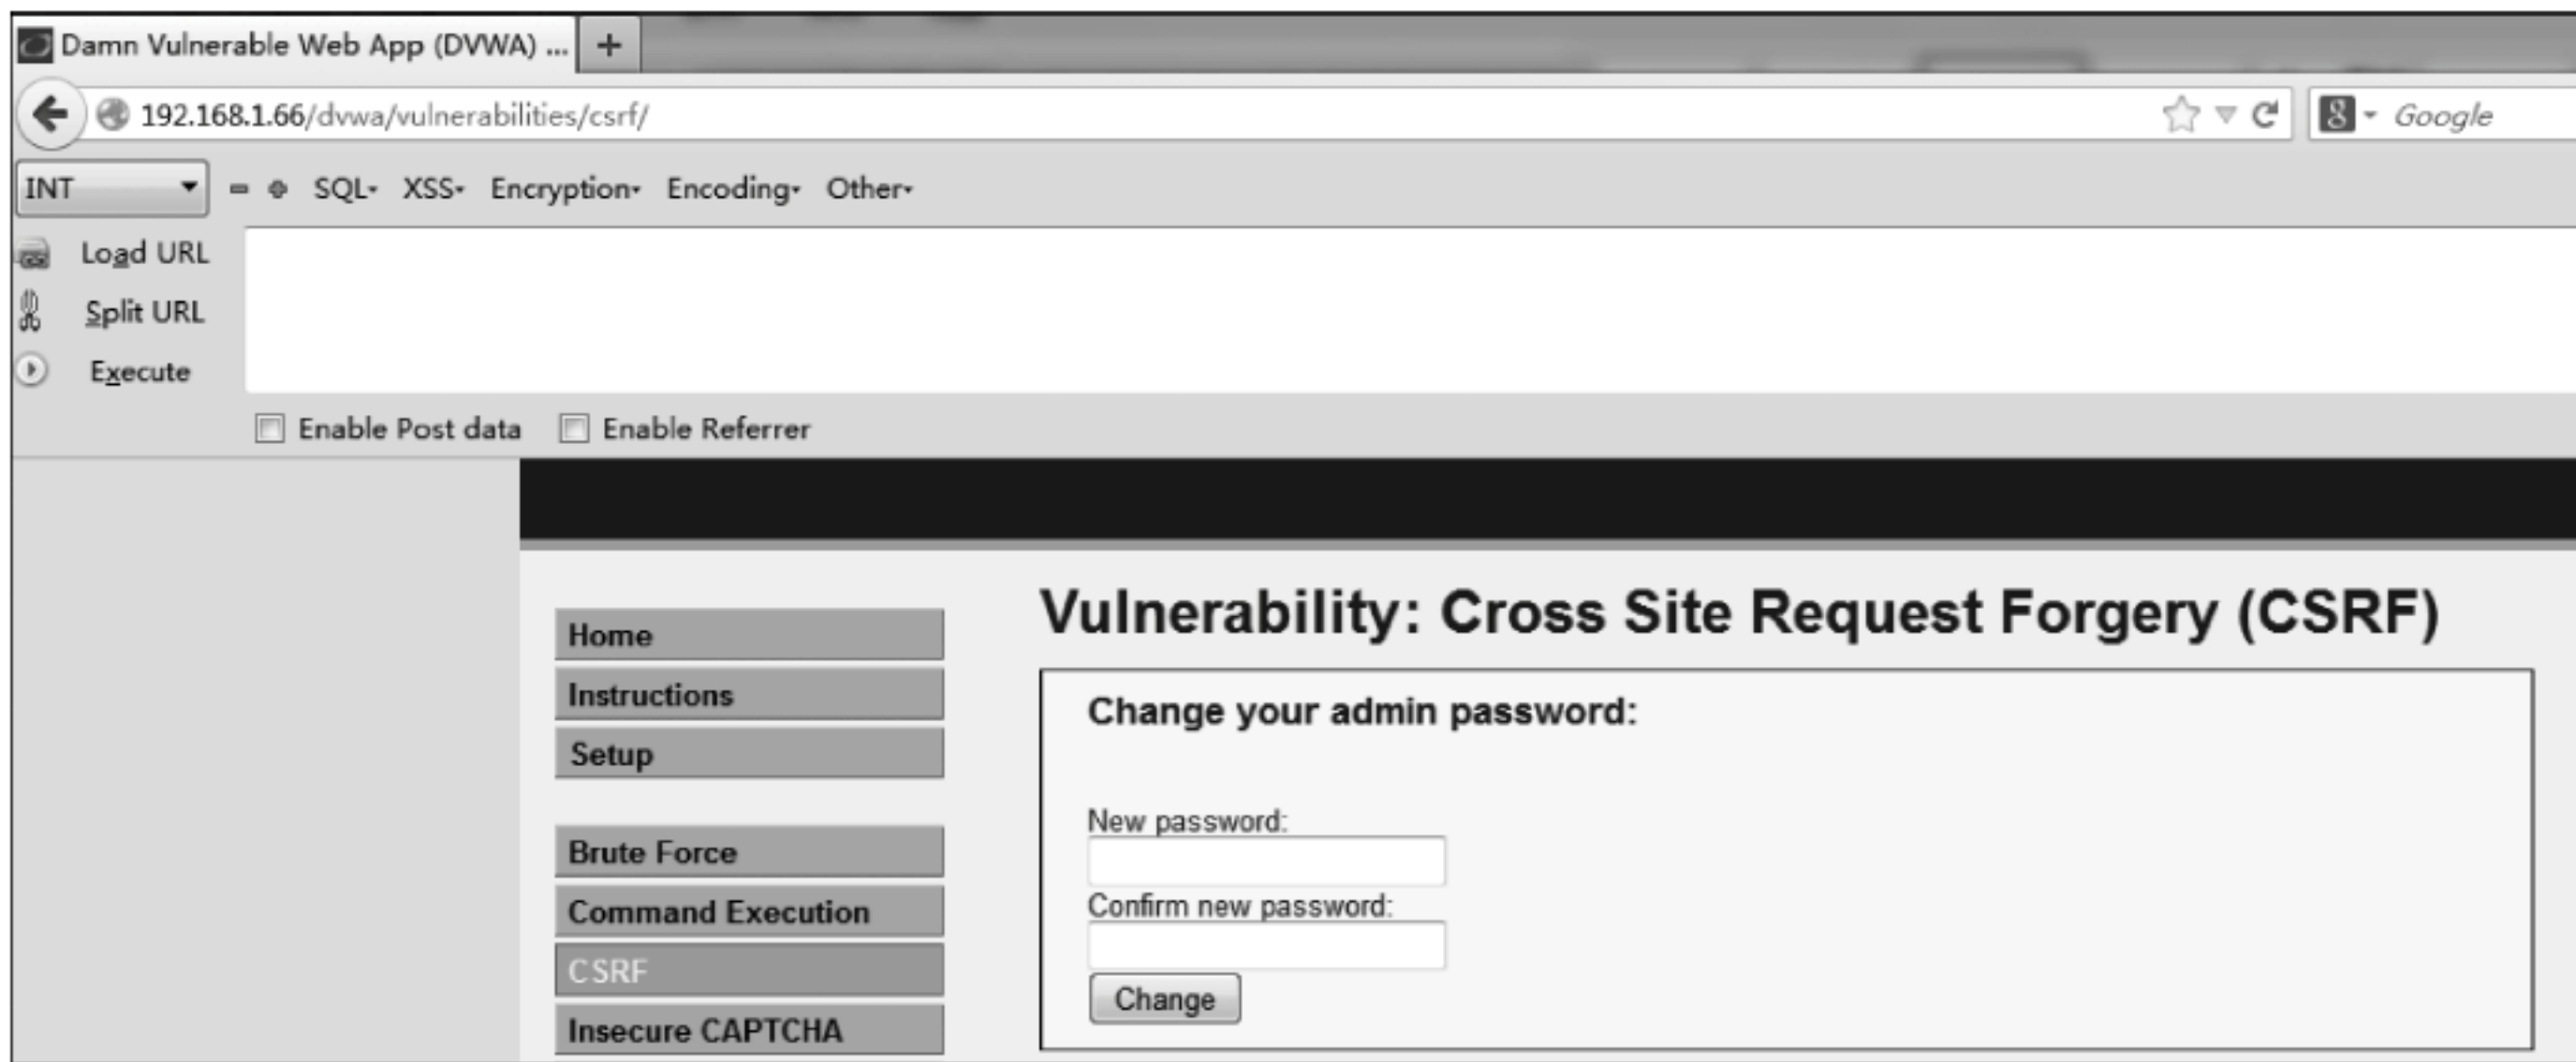 Damn Vulnerable Web App (DVWA) ...
+
192.168.1.66/dvwa/vulnerabilities/csrf/
8 Google
INT SQL XSS Encryption Encoding Other
Load URL
Split URL
Execute
Enable Post data Enable Referrer
Vulnerability: Cross Site Request Forgery (CSRF)
Home
Instructions
Setup
Brute Force
Command Execution
CSRF
Insecure CAPTCHA
Change your admin password:
New password:
Confirm new password:
Change